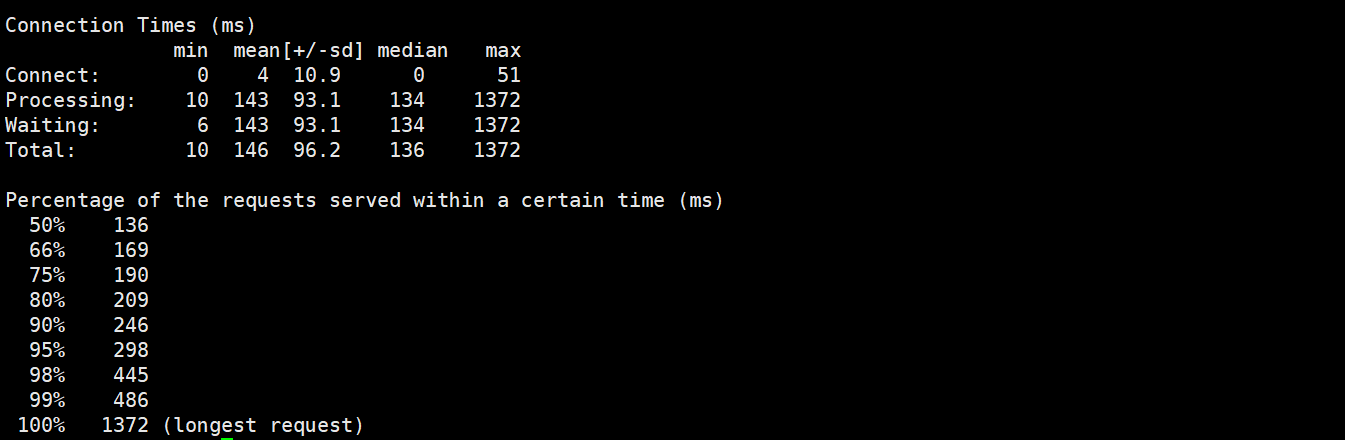 Connection Times (ms)
              min  mean[+/-sd] median   max
Connect:        0    4  10.9      0      51
Processing:    10  143  93.1    134    1372
Waiting:        6  143  93.1    134    1372
Total:         10  146  96.2    136    1372

Percentage of the requests served within a certain time (ms)
  50%    136
  66%    169
  75%    190
  80%    209
  90%    246
  95%    298
  98%    445
  99%    486
 100%   1372 (longest request)